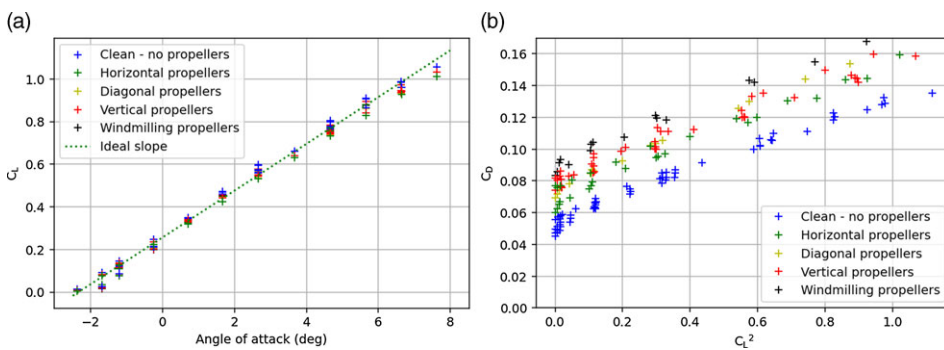 (a)
Clean - no propellers
Horizontal propellers
Diagonal propellers
Vertical propellers
Windmilling propellers
Ideal slope
C_L
1.0
0.8
0.6
0.4
0.2
0.0
−2 0 2 4 6 8
Angle of attack (deg)
(b)
C_D
0.16
0.14
0.12
0.10
0.08
0.06
0.04
0.02
0.00
Clean - no propellers
Horizontal propellers
Diagonal propellers
Vertical propellers
Windmilling propellers
0.0 0.2 0.4 0.6 0.8 1.0
C_L²